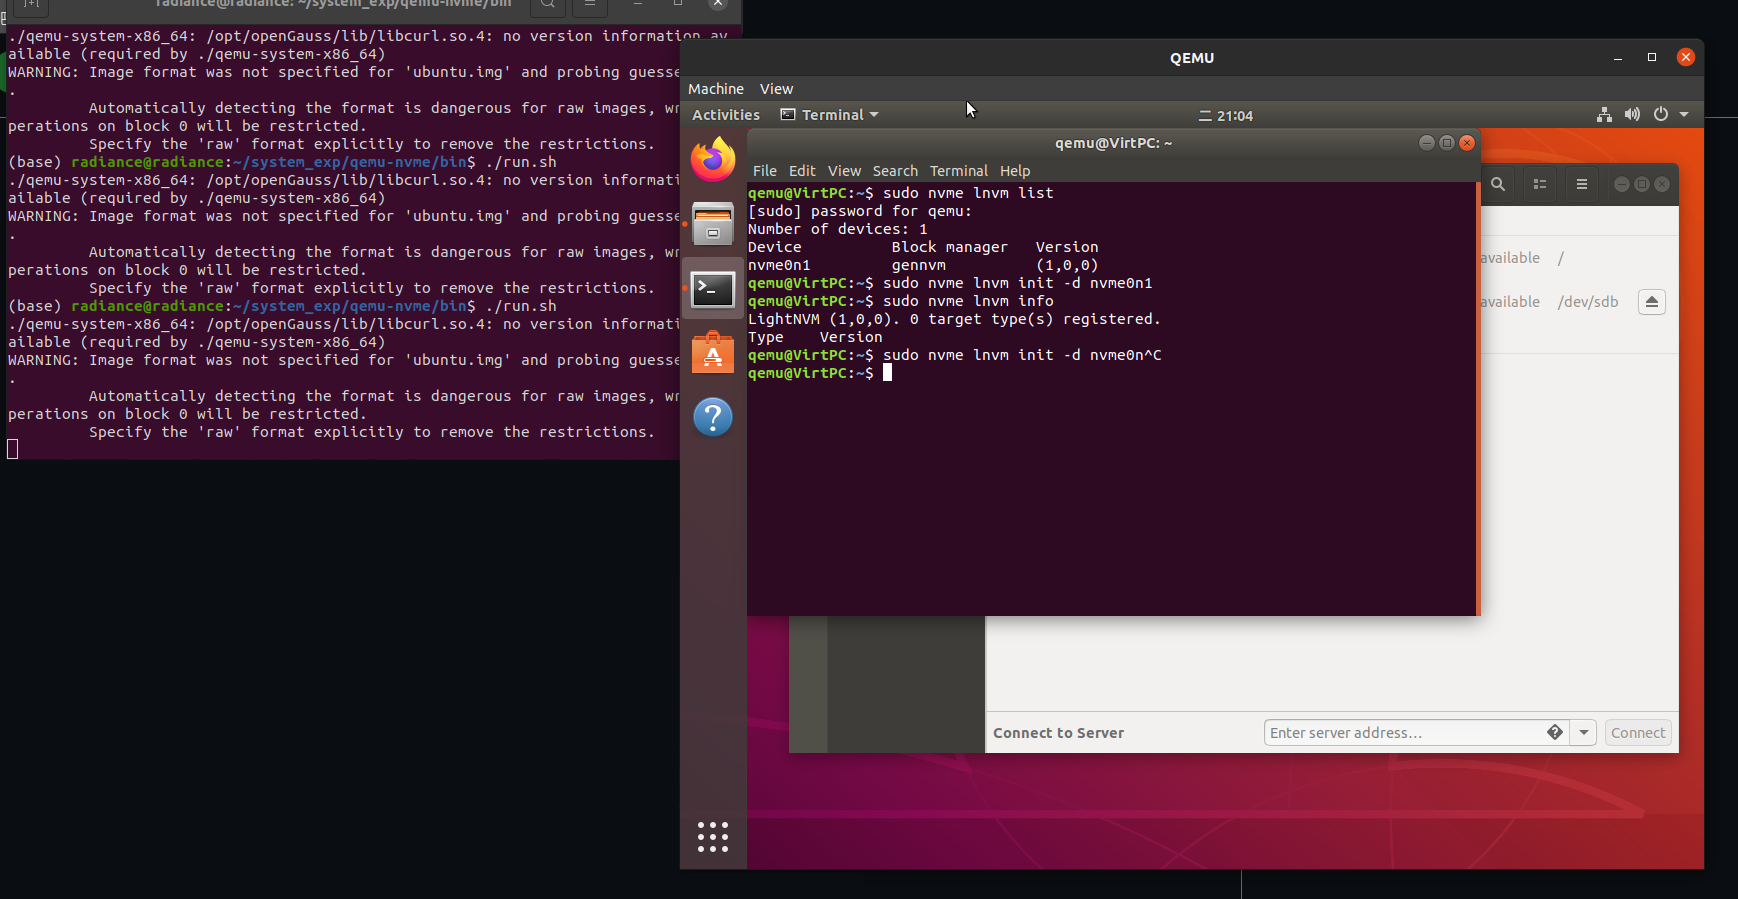 radiance@radiance: ~/system_exp/qemu-nvme/bin
./qemu-system-x86_64: /opt/openGauss/lib/libcurl.so.4: no version information av
ailable (required by ./qemu-system-x86_64)
WARNING: Image format was not specified for 'ubuntu.img' and probing guesse
.
Automatically detecting the format is dangerous for raw images, wr
perations on block 0 will be restricted.
Specify the 'raw' format explicitly to remove the restrictions.
(base) radiance@radiance:~/system_exp/qemu-nvme/bin$ ./run.sh
./qemu-system-x86_64: /opt/openGauss/lib/libcurl.so.4: no version informati
ailable (required by ./qemu-system-x86_64)
WARNING: Image format was not specified for 'ubuntu.img' and probing guesse
.
Automatically detecting the format is dangerous for raw images, wr
perations on block 0 will be restricted.
Specify the 'raw' format explicitly to remove the restrictions.
(base) radiance@radiance:~/system_exp/qemu-nvme/bin$ ./run.sh
./qemu-system-x86_64: /opt/openGauss/lib/libcurl.so.4: no version informati
ailable (required by ./qemu-system-x86_64)
WARNING: Image format was not specified for 'ubuntu.img' and probing guesse
.
Automatically detecting the format is dangerous for raw images, wr
perations on block 0 will be restricted.
Specify the 'raw' format explicitly to remove the restrictions.
QEMU
Machine View
Activities Terminal 二 21:04
qemu@VirtPC: ~
File Edit View Search Terminal Help
qemu@VirtPC:~$ sudo nvme lnvm list
[sudo] password for qemu:
Number of devices: 1
Device Block manager Version
nvme0n1 gennvm (1,0,0)
qemu@VirtPC:~$ sudo nvme lnvm init -d nvme0n1
qemu@VirtPC:~$ sudo nvme lnvm info
LightNVM (1,0,0). 0 target type(s) registered.
Type Version
qemu@VirtPC:~$ sudo nvme lnvm init -d nvme0n^C
qemu@VirtPC:~$
available /
available /dev/sdb
Connect to Server Enter server address… Connect